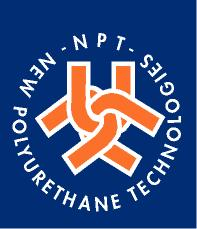 - NPT -
NEW POLYURETHANE TECHNOLOGIES